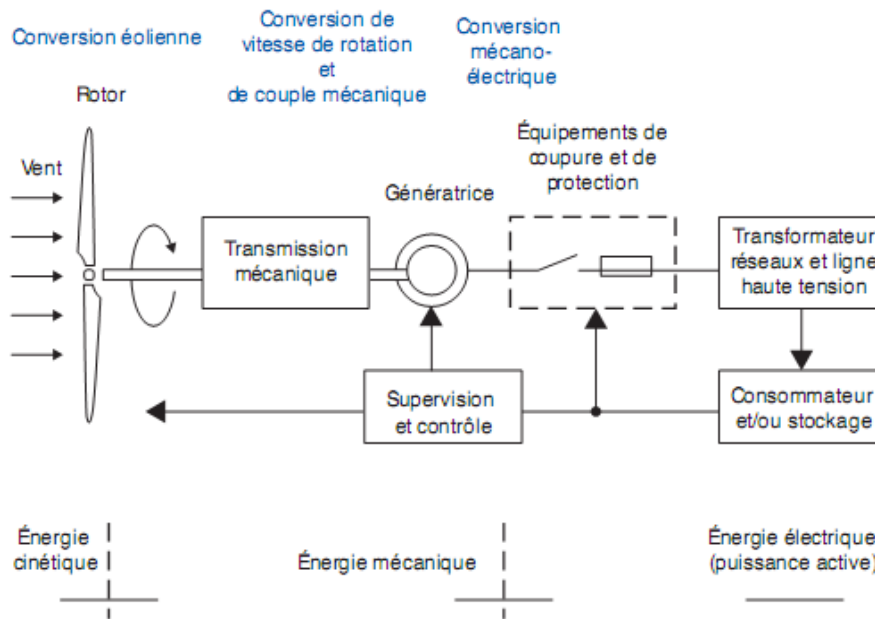 Conversion éolienne
Conversion de
vitesse de rotation
et
de couple mécanique
Conversion
mécano-
électrique
Rotor
Vent
Génératrice
Équipements de
coupure et de
protection
Transmission
mécanique
Transformateur
réseaux et ligne
haute tension
Supervision
et contrôle
Consommateur
et/ou stockage
Énergie
cinétique
Énergie mécanique
Énergie électrique
(puissance active)